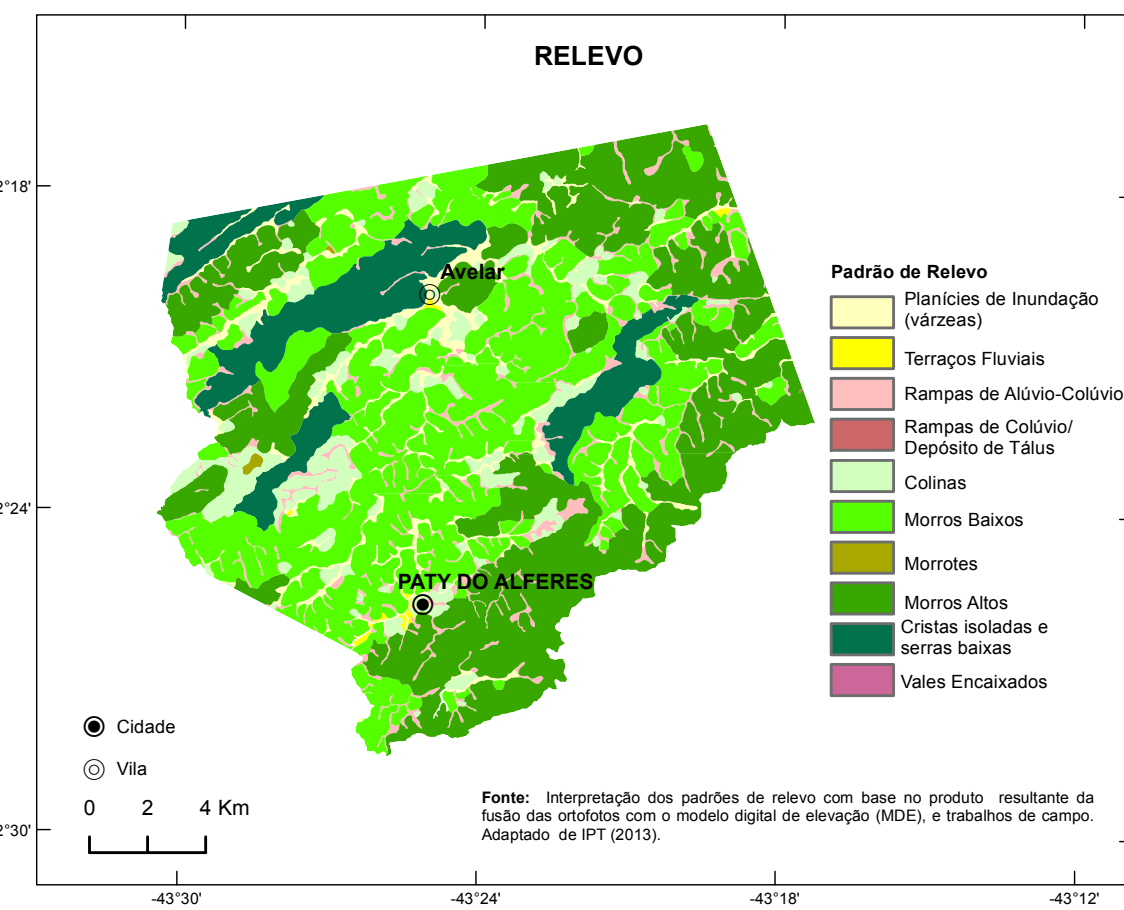 RELEVO
2°18'
Avelar
Padrão de Relevo
Planícies de Inundação
(várzeas)
Terraços Fluviais
Rampas de Alúvio-Colúvio
Rampas de Colúvio/
Depósito de Tálus
Colinas
2°24'
Morros Baixos
Morrotes
PATY DO ALFERES
Morros Altos
Cristas isoladas e
serras baixas
Vales Encaixados
Cidade
Vila
0 2 4 Km
Fonte: Interpretação dos padrões de relevo com base no produto resultante da
fusão das ortofotos com o modelo digital de elevação (MDE), e trabalhos de campo.
Adaptado de IPT (2013).
2°30'
-43°30' -43°24' -43°18' -43°12'